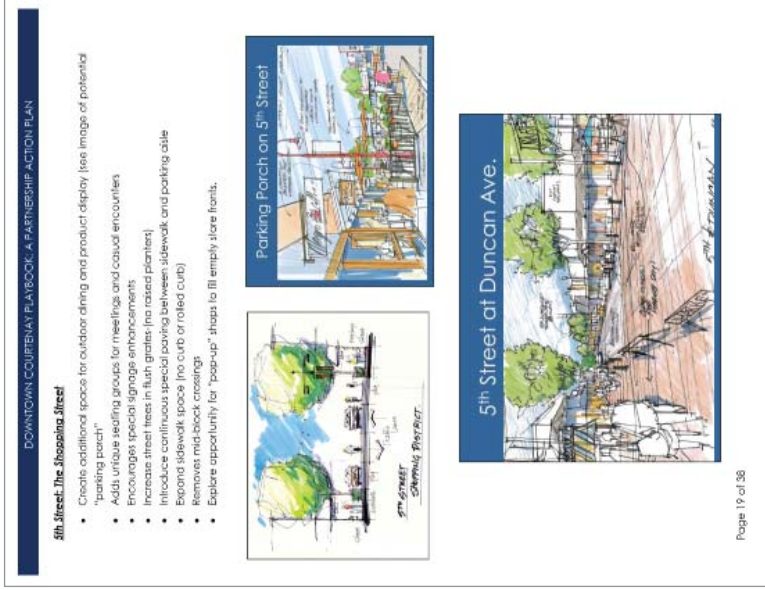 DOWNTOWN COURTENAY PLAYBOOK: A PARTNERSHIP ACTION PLAN
5th Street: The Shopping Street
• Create additional space for outdoor dining and product display (see image of potential
"parking porch"
• Adds unique seating groups for meetings and casual encounters
• Encourages special signage enhancements
• Increase street trees in flush grates (no raised planters)
• Introduce continuous special paving between sidewalk and parking aisle
• Expand sidewalk space (no curb or rolled curb)
• Removes mid-block crossings
• Explore opportunity for "pop-up" shops to fill empty store fronts.
5TH STREET
SHOPPING DISTRICT
Parking Porch on 5th Street
5th Street at Duncan Ave.
5TH & DUNCAN
Page 19 of 36